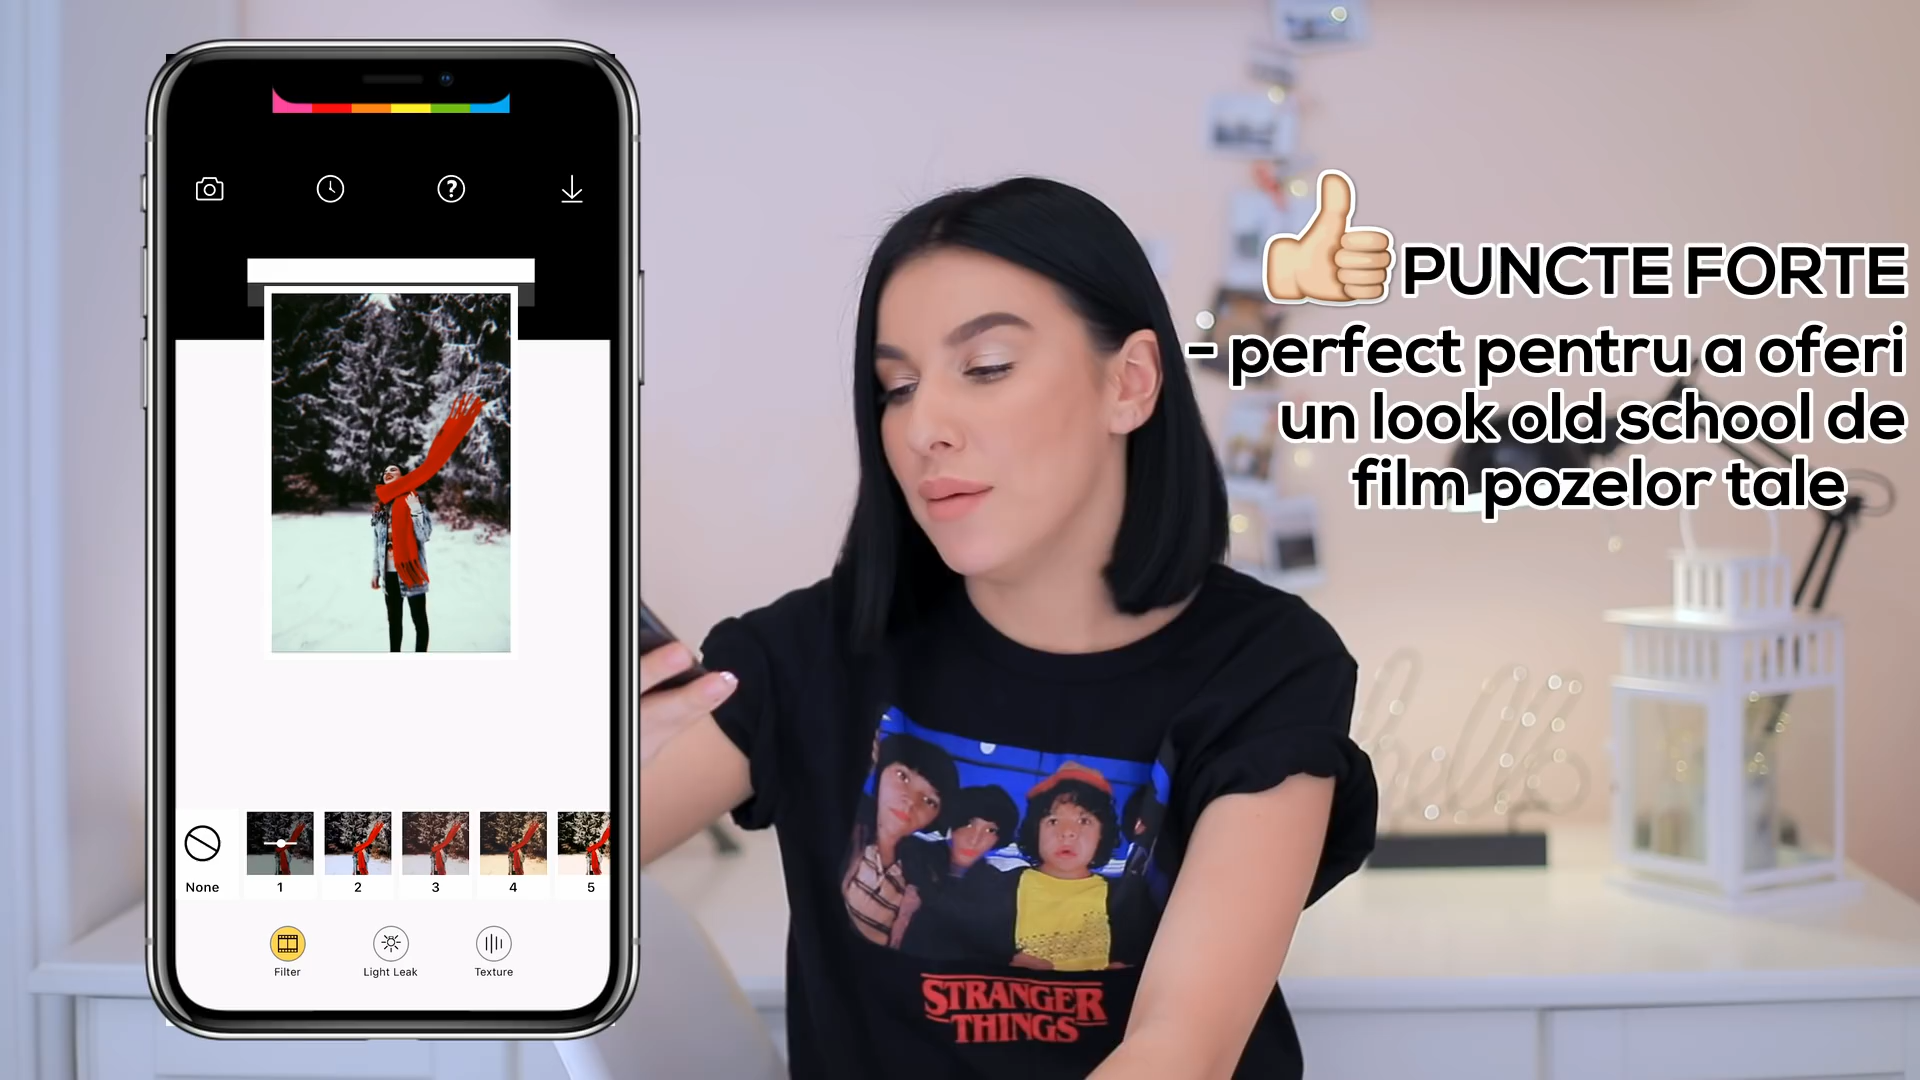 None
1
2
3
4
5
Filter
Light Leak
Texture
PUNCTE FORTE
- perfect pentru a oferi
un look old school de
film pozelor tale
hello
STRANGER
THINGS